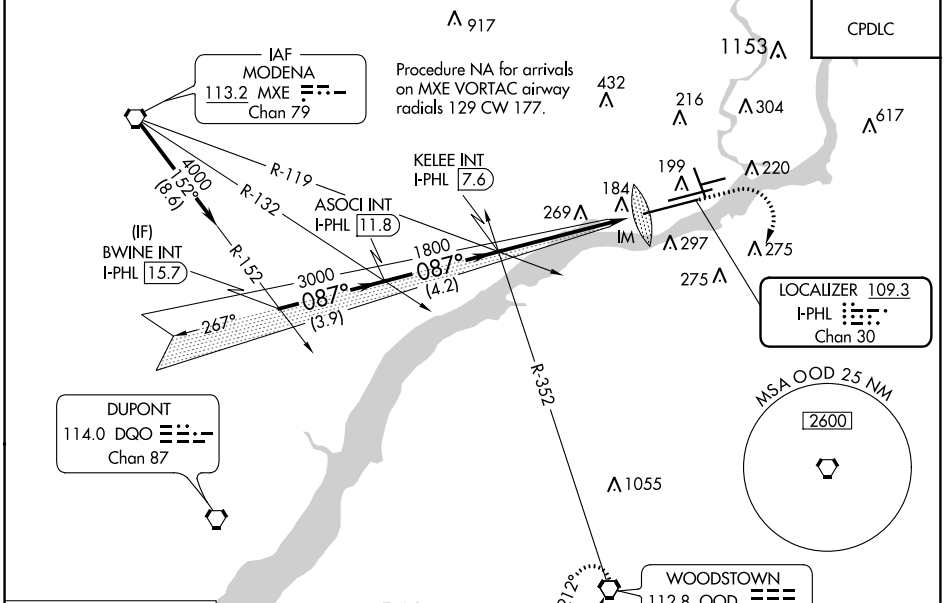 917
CPDLC
1153
IAF
MODENA
113.2 MXE
Chan 79
Procedure NA for arrivals
on MXE VORTAC airway
radials 129 CW 177.
432
216
304
617
4000
152°
(8.6)
R-119
R-132
R-152
KELEE INT
I-PHL 7.6
199
220
184
ASOCI INT
I-PHL 11.8
269
IM
297
275
275
(IF)
BWINE INT
I-PHL 15.7
3000
1800
087°
087°
(3.9)
(4.2)
267°
LOCALIZER 109.3
I-PHL
Chan 30
R-352
MSA OOD 25 NM
2600
DUPONT
114.0 DQO
Chan 87
1055
212°
WOODSTOWN
112.8 OOD